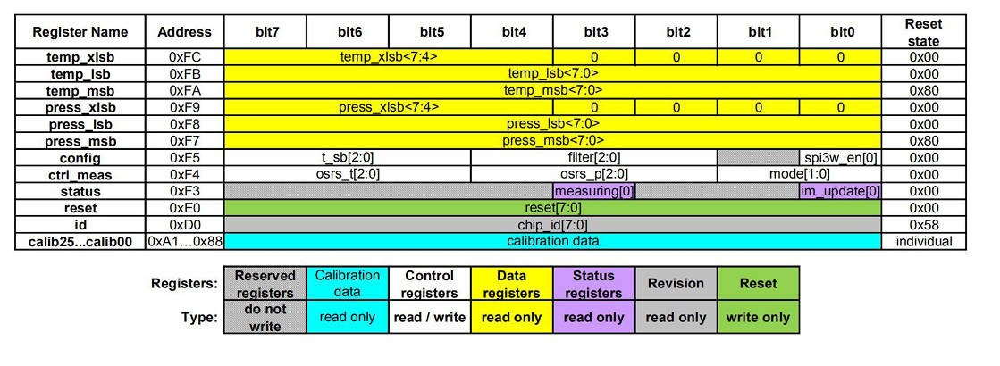 Register Name Address bit7 bit6 bit5 bit4 bit3 bit2 bit1 bit0 Reset state
temp_xlsb 0xFC temp_xlsb<7:4> 0 0 0 0 0x00
temp_lsb 0xFB temp_lsb<7:0> 0x00
temp_msb 0xFA temp_msb<7:0> 0x80
press_xlsb 0xF9 press_xlsb<7:4> 0 0 0 0 0x00
press_lsb 0xF8 press_lsb<7:0> 0x00
press_msb 0xF7 press_msb<7:0> 0x80
config 0xF5 t_sb[2:0] filter[2:0] spi3w_en[0] 0x00
ctrl_meas 0xF4 osrs_t[2:0] osrs_p[2:0] mode[1:0] 0x00
status 0xF3 measuring[0] im_update[0] 0x00
reset 0xE0 reset[7:0] 0x00
id 0xD0 chip_id[7:0] 0x58
calib25...calib00 0xA1…0x88 calibration data individual
Registers: Reserved registers Calibration data Control registers Data registers Status registers Revision Reset
Type: do not write read only read / write read only read only read only write only